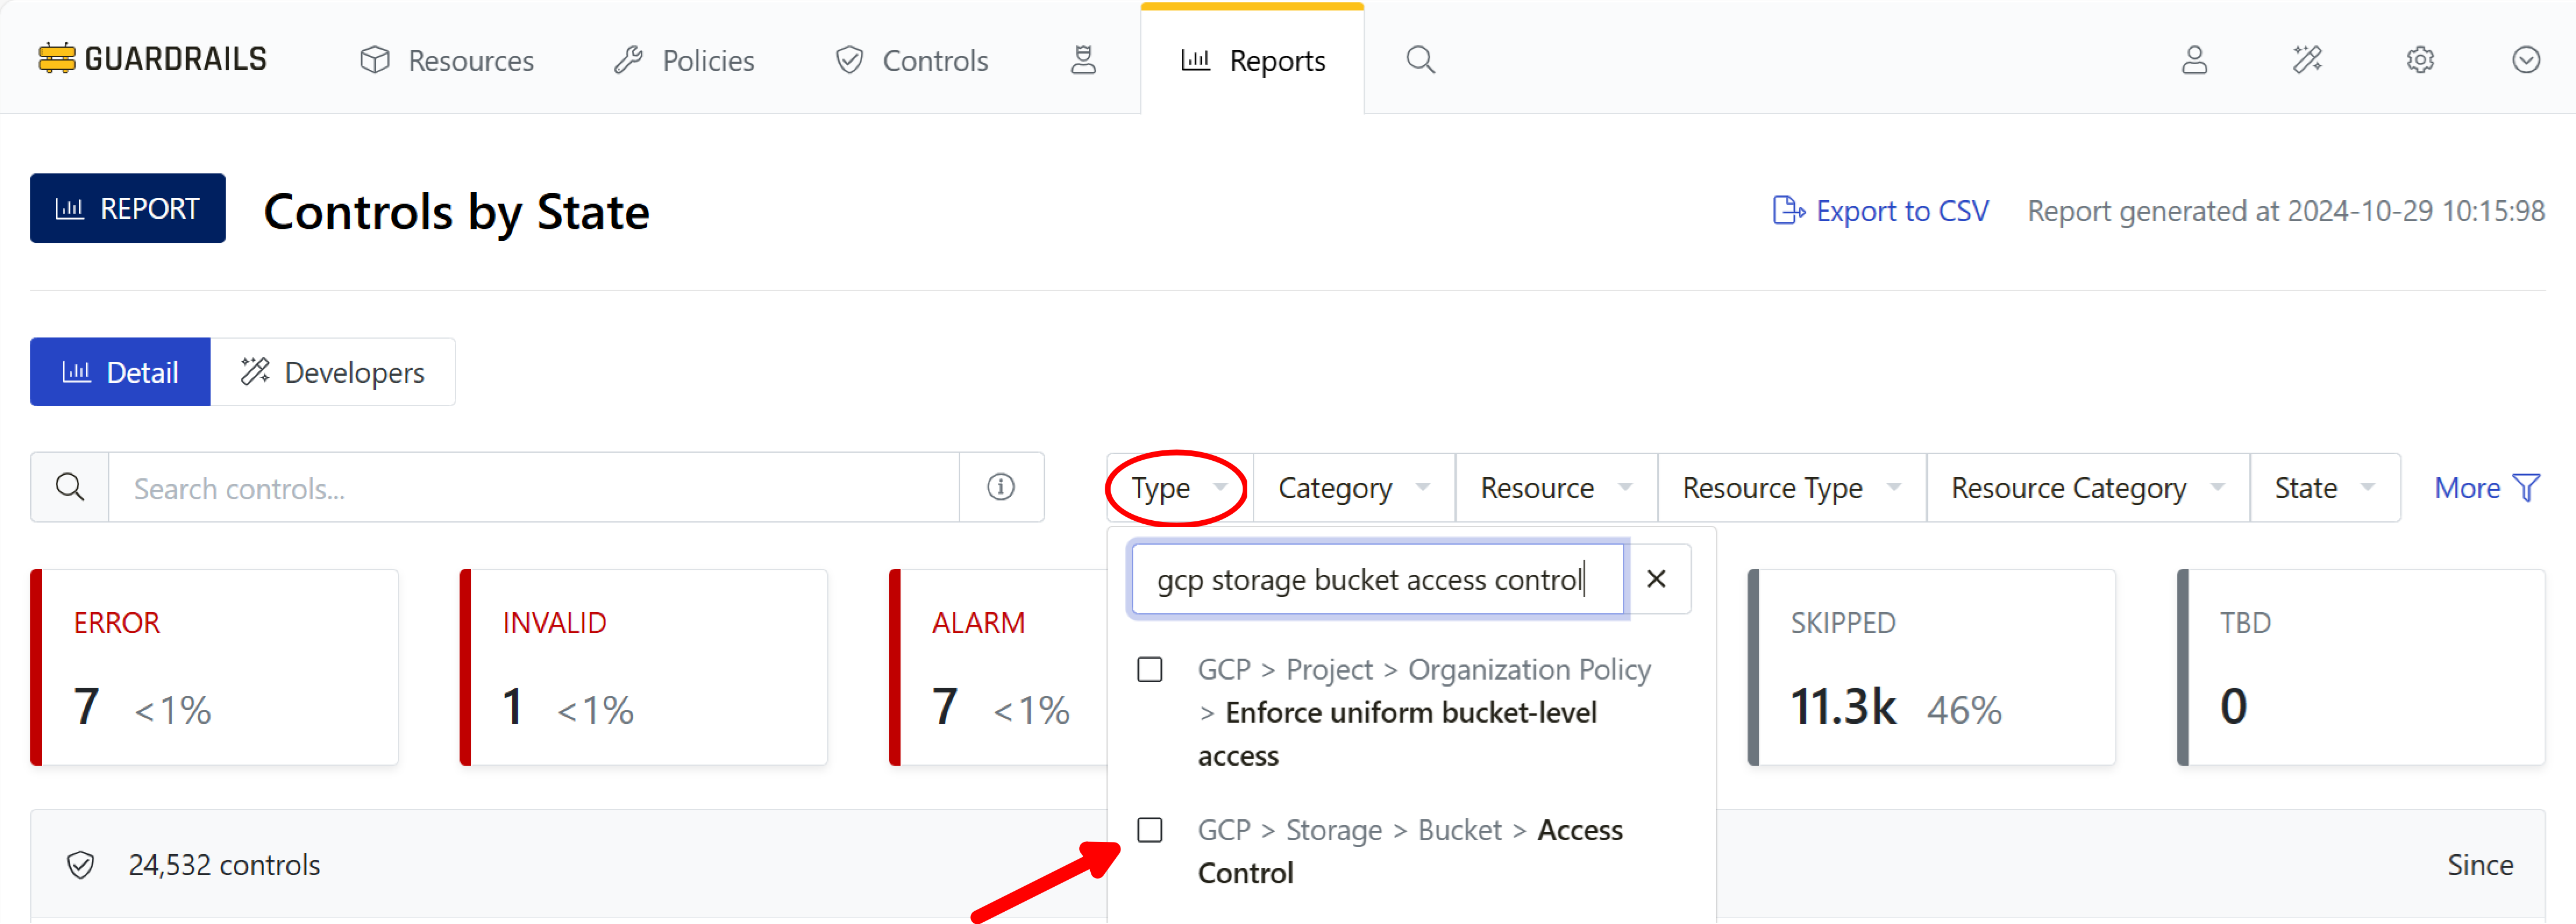 GUARDRAILS Resources Policies Controls Reports
REPORT Controls by State Export to CSV Report generated at 2024-10-29 10:15:98
Detail Developers
Search controls... Type Category Resource Resource Type Resource Category State More
gcp storage bucket access control
ERROR INVALID ALARM SKIPPED TBD
7 <1% 1 <1% 7 <1% 11.3k 46% 0
GCP > Project > Organization Policy
> Enforce uniform bucket-level
access
GCP > Storage > Bucket > Access
Control
24,532 controls Since